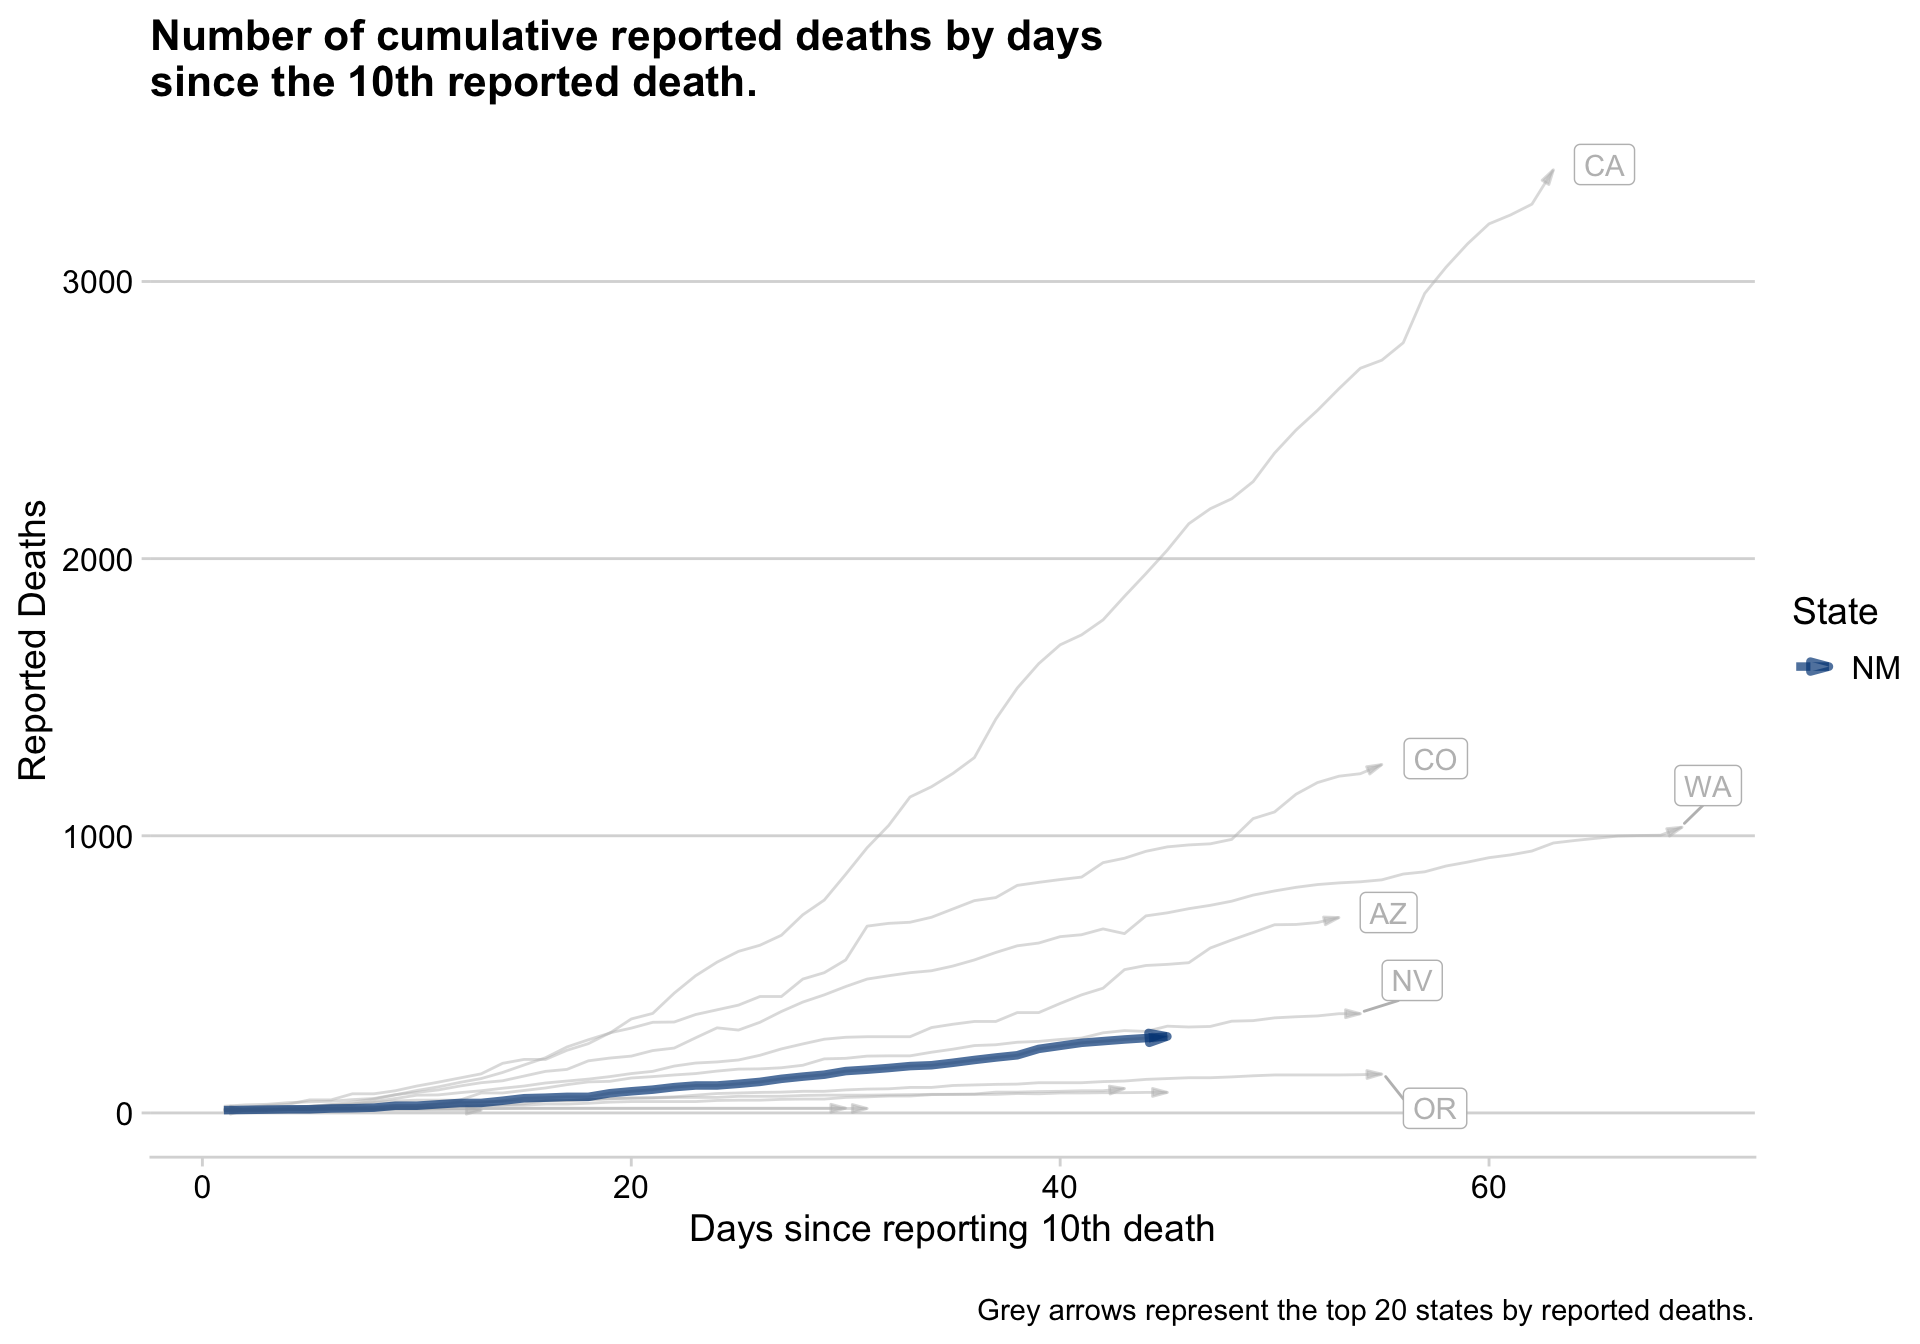 Number of cumulative reported deaths by days
since the 10th reported death.
CA
3000
2000
Reported Deaths
State
NM
CO
WA
1000
AZ
NV
OR
0
0 20 40 60
Days since reporting 10th death
Grey arrows represent the top 20 states by reported deaths.